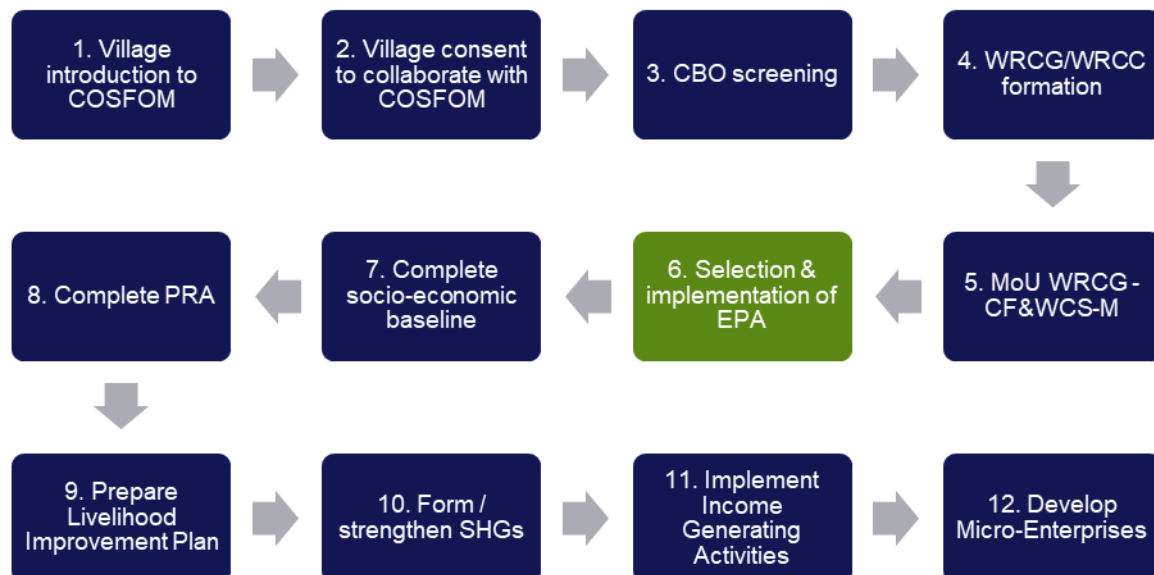 1. Village
introduction to
COSFOM
2. Village consent
to collaborate with
COSFOM
3. CBO screening
4. WRCG/WRCC
formation
5. MoU WRCG -
CF&WCS-M
6. Selection &
implementation of
EPA
7. Complete
socio-economic
baseline
8. Complete PRA
9. Prepare
Livelihood
Improvement Plan
10. Form /
strengthen SHGs
11. Implement
Income
Generating
Activities
12. Develop
Micro-Enterprises